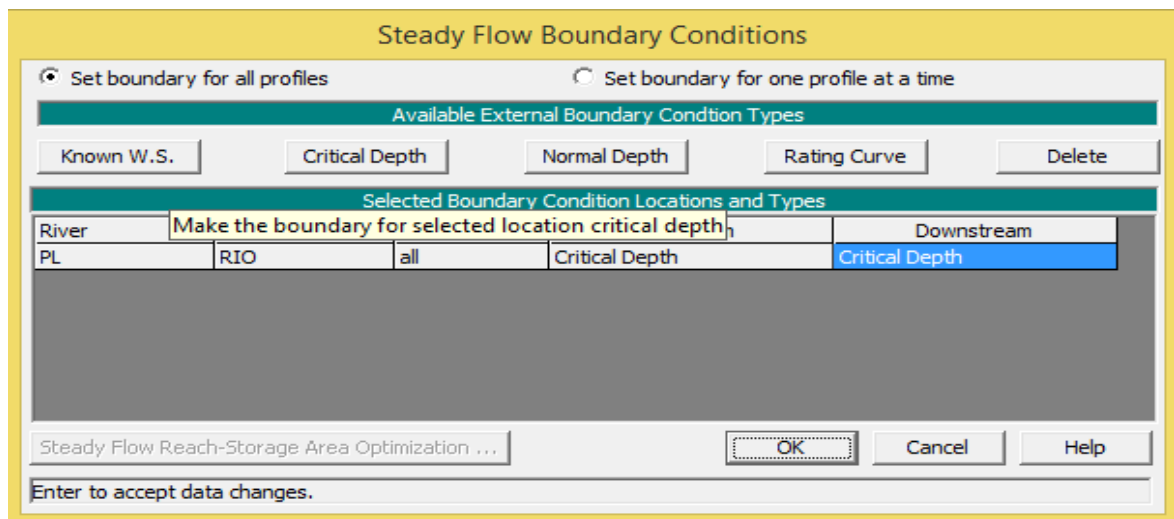 Steady Flow Boundary Conditions
Set boundary for all profiles Set boundary for one profile at a time
Available External Boundary Condtion Types
Known W.S. Critical Depth Normal Depth Rating Curve Delete
Selected Boundary Condition Locations and Types
Make the boundary for selected location critical depth
River Downstream
PL RIO all Critical Depth Critical Depth
Steady Flow Reach-Storage Area Optimization ...
OK Cancel Help
Enter to accept data changes.